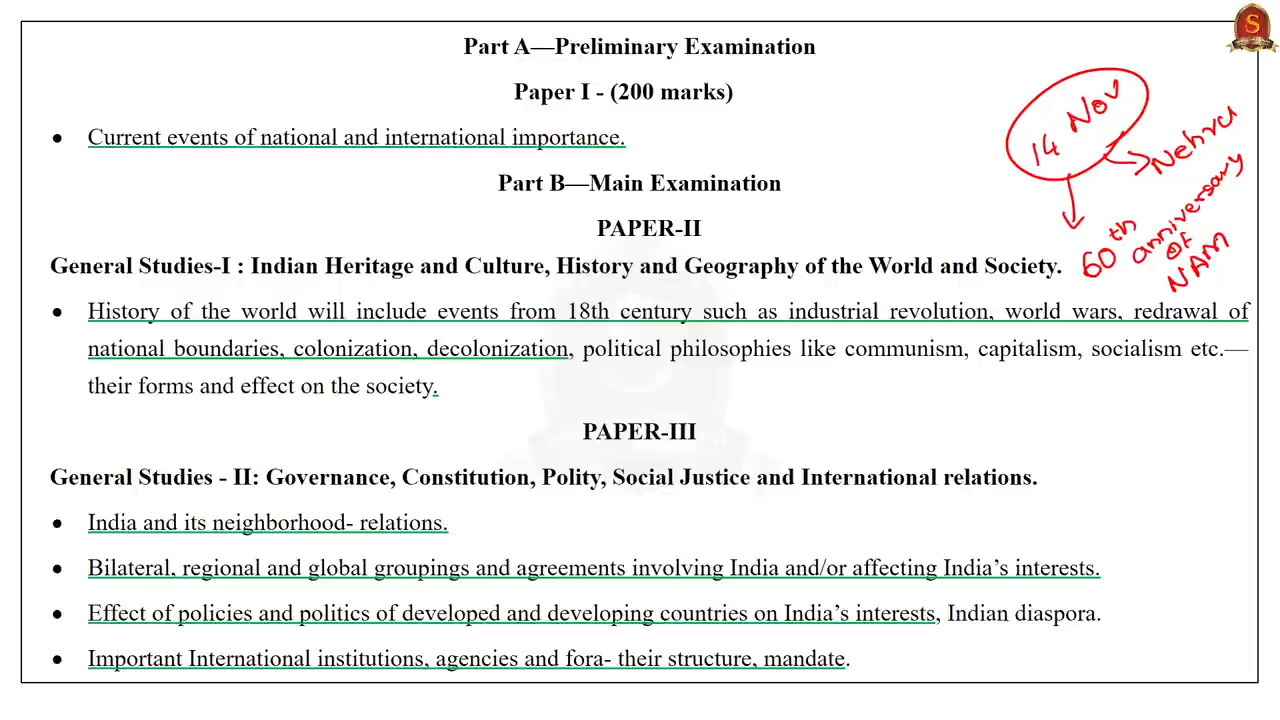 Part A—Preliminary Examination
Paper I - (200 marks)
• Current events of national and international importance.
Part B—Main Examination
PAPER-II
General Studies-I : Indian Heritage and Culture, History and Geography of the World and Society.
• History of the world will include events from 18th century such as industrial revolution, world wars, redrawal of
national boundaries, colonization, decolonization, political philosophies like communism, capitalism, socialism etc.—
their forms and effect on the society.
PAPER-III
General Studies - II: Governance, Constitution, Polity, Social Justice and International relations.
• India and its neighborhood- relations.
• Bilateral, regional and global groupings and agreements involving India and/or affecting India's interests.
• Effect of policies and politics of developed and developing countries on India's interests, Indian diaspora.
• Important International institutions, agencies and fora- their structure, mandate.
S
14 Nov
Nehru
60th
anniversary
of
NAM